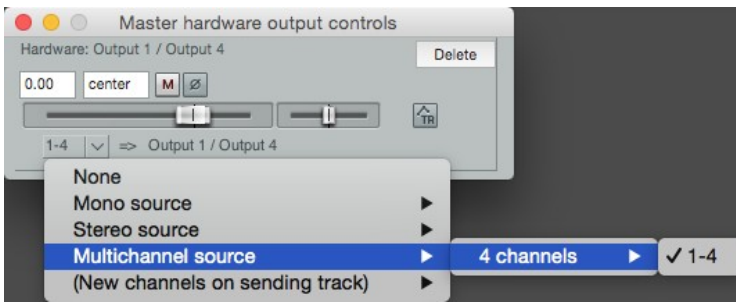 Master hardware output controls
Hardware: Output 1 / Output 4
Delete
0.00 center M Ø
TR
1-4 => Output 1 / Output 4
None
Mono source
Stereo source
Multichannel source 4 channels ✓ 1-4
(New channels on sending track)